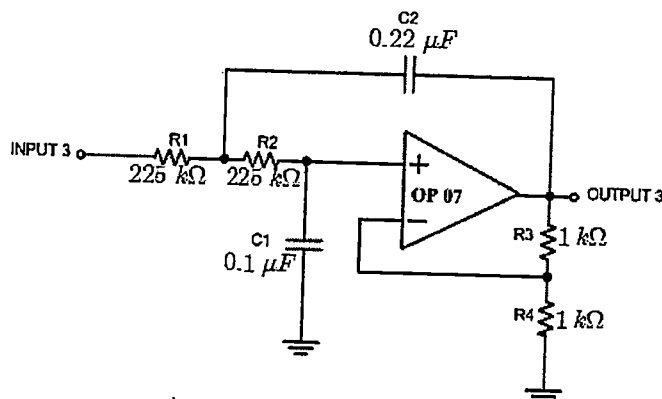 C2
0.22 μF
R1
R2
INPUT 3
225 kΩ
225 kΩ
+
OP 07
−
OUTPUT 3
C1
0.1 μF
R3
1 kΩ
R4
1 kΩ